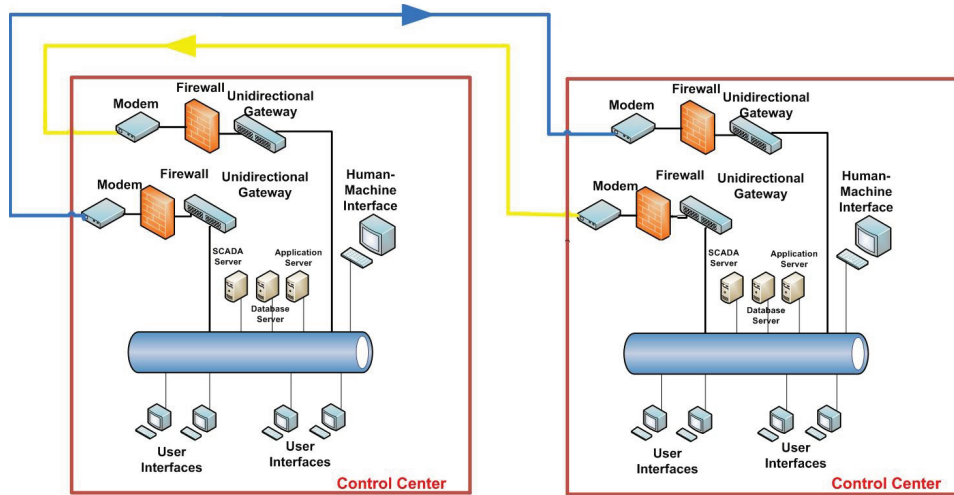 Modem
Firewall
Unidirectional
Gateway
Modem
Firewall
Unidirectional
Gateway
Human-
Machine
Interface
SCADA
Server
Application
Server
Database
Server
User
Interfaces
User
Interfaces
Control Center
Modem
Firewall
Unidirectional
Gateway
Modem
Firewall
Unidirectional
Gateway
Human-
Machine
Interface
SCADA
Server
Application
Server
Database
Server
User
Interfaces
User
Interfaces
Control Center